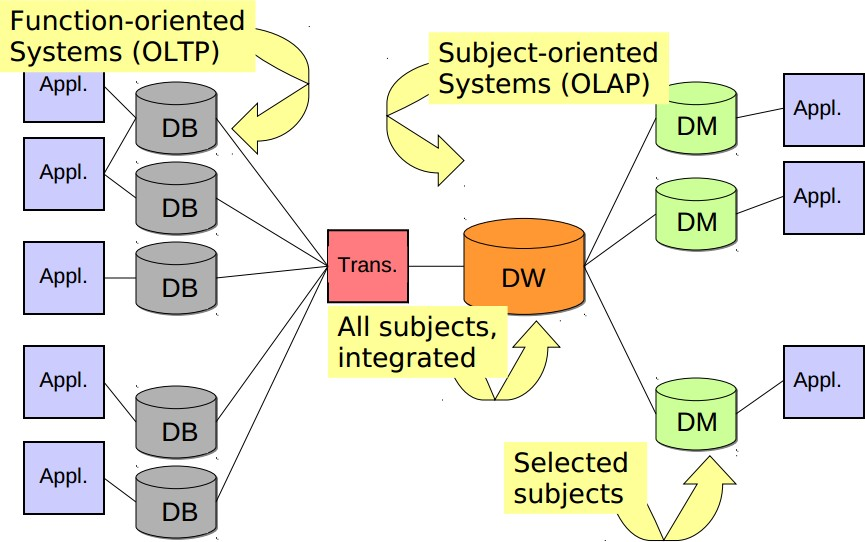 Function-oriented
Systems (OLTP)
Subject-oriented
Systems (OLAP)
Appl.
DB
DM
Appl.
Appl.
DB
DM
Appl.
Trans.
DW
Appl.
DB
All subjects,
integrated
Appl.
DB
DM
Appl.
Selected
subjects
Appl.
DB